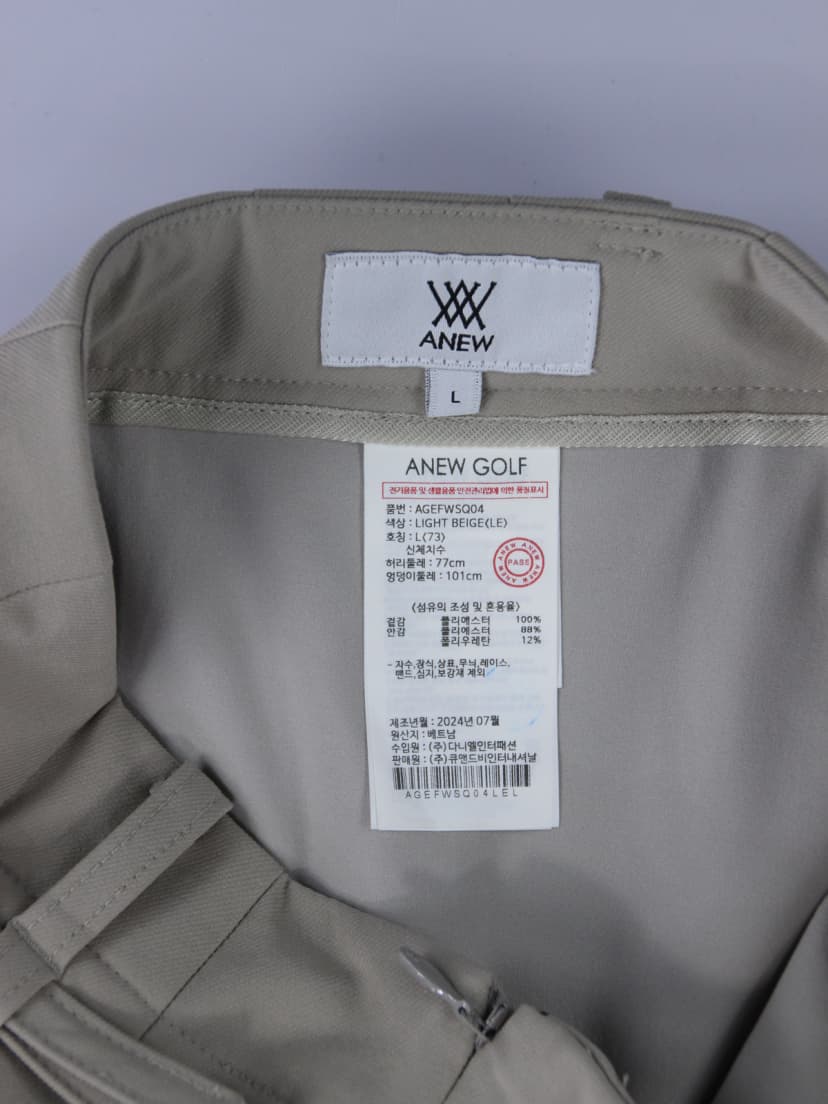 ANEW
L
ANEW GOLF
전기용품 및 생활용품 안전관리법에 의한 품질표시
품번 : AGEFWSQ04
색상 : LIGHT BEIGE(LE)
호칭 : L(73)
신체치수
허리둘레 : 77cm
엉덩이둘레 : 101cm
ANEW ANEW ANEW ANEW
PASS
(섬유의 조성 및 혼용율)
겉감 폴리에스터 100%
안감 폴리에스터 88%
폴리우레탄 12%
- 자수,장식,상표,무늬,레이스,
밴드,심지,보강재 제외
제조년월 : 2024년 07월
원산지 : 베트남
수입원 : (주)다니엘인터패션
판매원 : (주)큐앤드비인터내셔날
AGEFWSQ04LEL